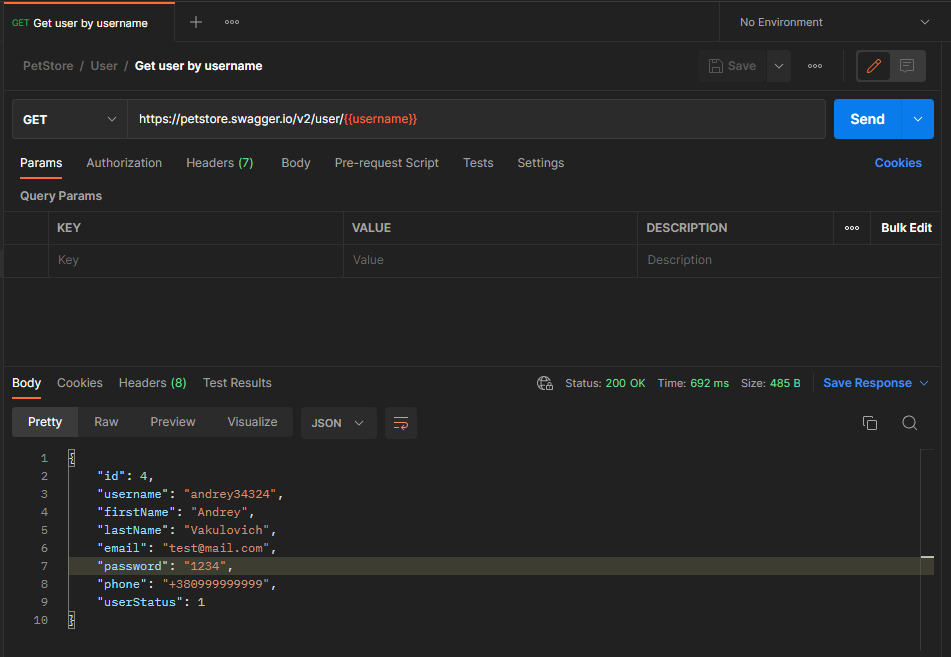 GET Get user by username
No Environment
PetStore / User / Get user by username
Save
GET https://petstore.swagger.io/v2/user/{{username}} Send
Params Authorization Headers (7) Body Pre-request Script Tests Settings Cookies
Query Params
KEY VALUE DESCRIPTION Bulk Edit
Key Value Description
Body Cookies Headers (8) Test Results Status: 200 OK Time: 692 ms Size: 485 B Save Response
Pretty Raw Preview Visualize JSON
1 {
2 "id": 4,
3 "username": "andrey34324",
4 "firstName": "Andrey",
5 "lastName": "Vakulovich",
6 "email": "test@mail.com",
7 "password": "1234",
8 "phone": "+380999999999",
9 "userStatus": 1
10 }